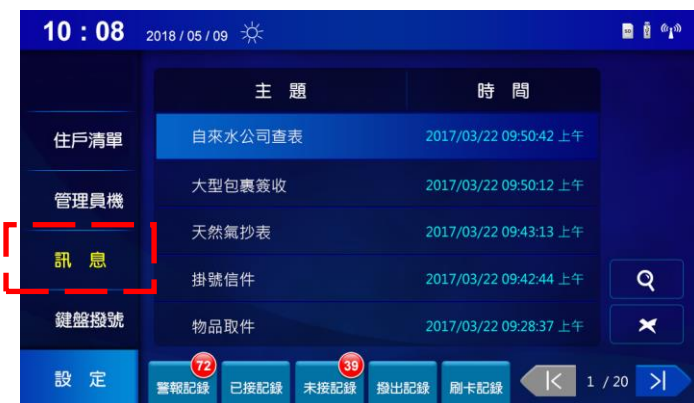 10 : 08 2018 / 05 / 09
主 題 時 間
住戶清單
管理員機
訊 息
鍵盤撥號
設 定
自來水公司查表 2017/03/22 09:50:42 上午
大型包裹簽收 2017/03/22 09:50:12 上午
天然氣抄表 2017/03/22 09:43:13 上午
掛號信件 2017/03/22 09:42:44 上午
物品取件 2017/03/22 09:28:37 上午
72 39
警報記錄 已接記錄 未接記錄 撥出記錄 刷卡記錄 1 / 20